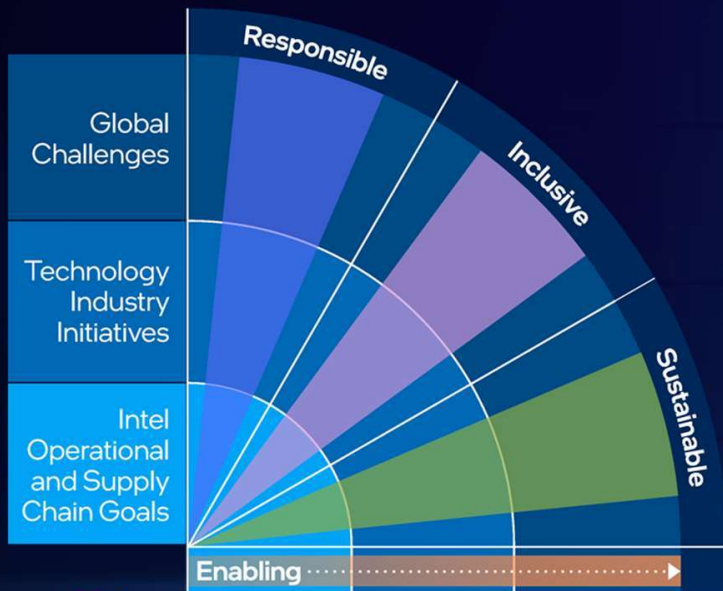 Responsible
Inclusive
Sustainable
Global
Challenges
Technology
Industry
Initiatives
Intel
Operational
and Supply
Chain Goals
Enabling